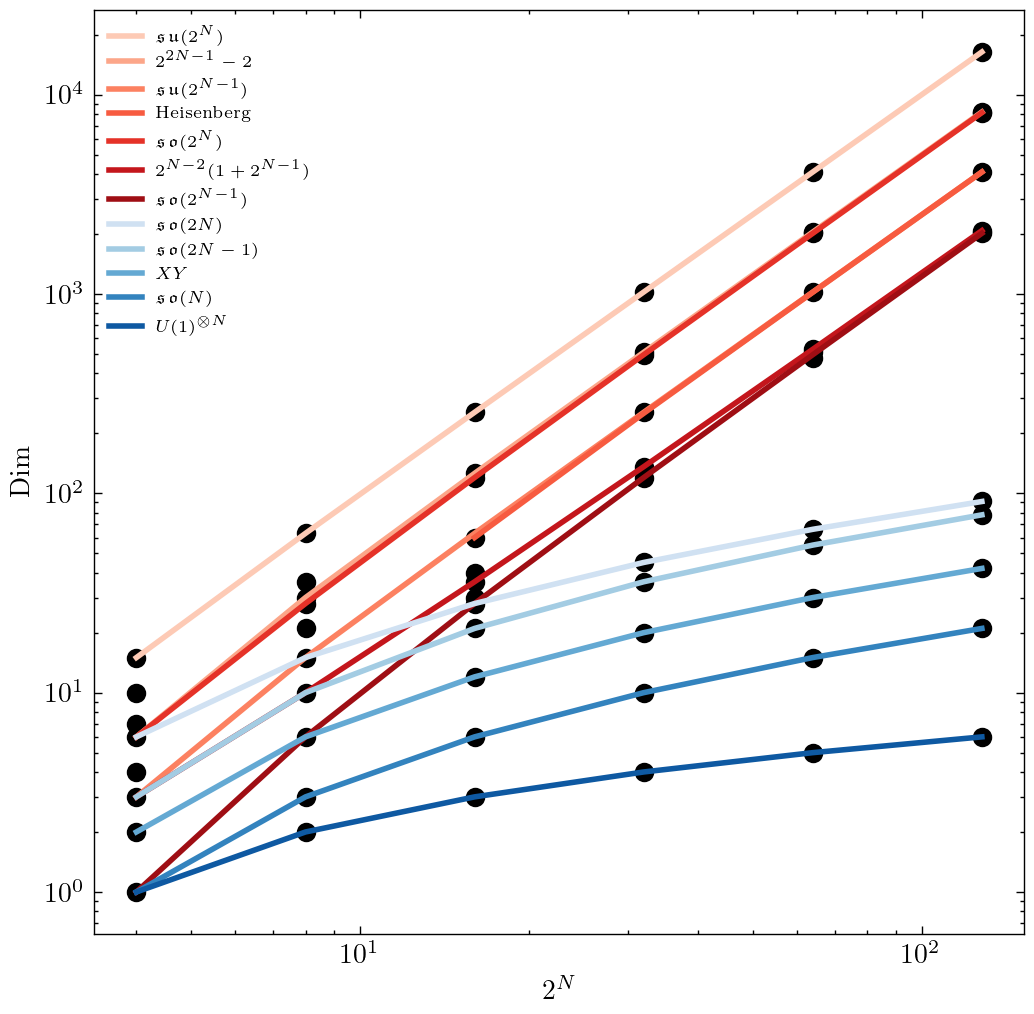 𝔰𝔲(2^N)
2^{2N−1} − 2
𝔰𝔲(2^{N−1})
Heisenberg
𝔰𝔬(2^N)
2^{N−2}(1 + 2^{N−1})
𝔰𝔬(2^{N−1})
𝔰𝔬(2N)
𝔰𝔬(2N − 1)
XY
𝔰𝔬(N)
U(1)^{⊗N}
10^4
10^3
10^2
10^1
10^0
Dim
10^1 10^2
2^N